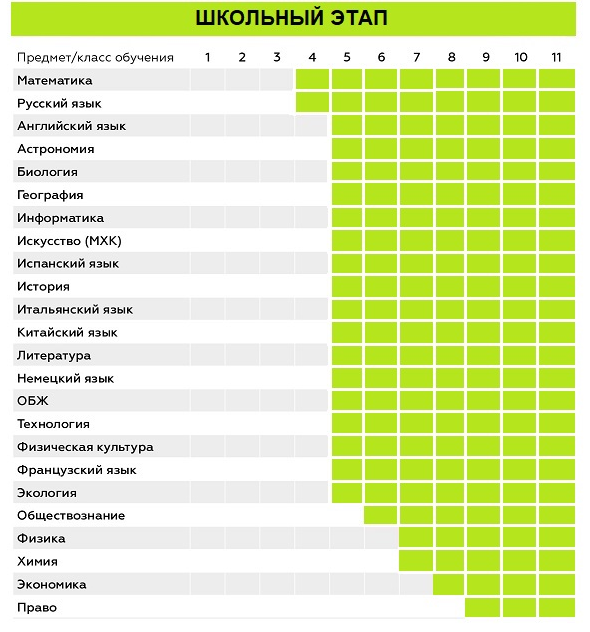 ШКОЛЬНЫЙ ЭТАП
Предмет/класс обучения 1 2 3 4 5 6 7 8 9 10 11
Математика
Русский язык
Английский язык
Астрономия
Биология
География
Информатика
Искусство (МХК)
Испанский язык
История
Итальянский язык
Китайский язык
Литература
Немецкий язык
ОБЖ
Технология
Физическая культура
Французский язык
Экология
Обществознание
Физика
Химия
Экономика
Право